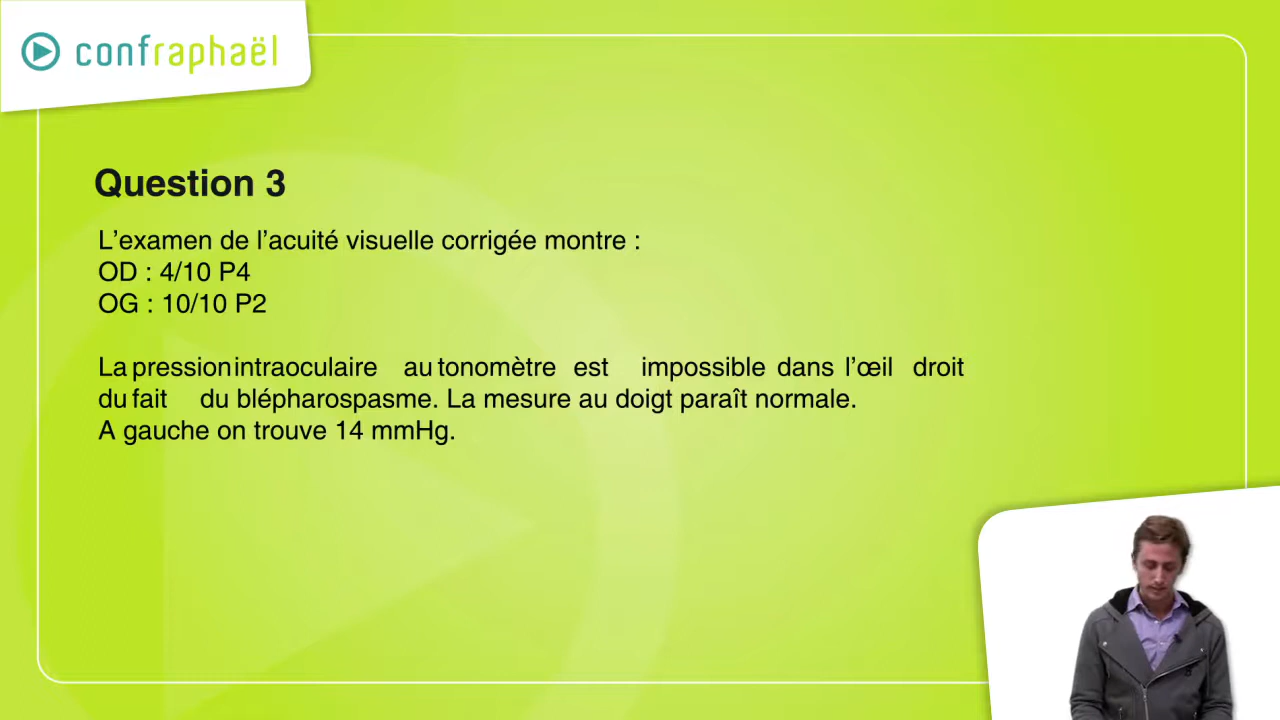 confraphaël
Question 3
L'examen de l'acuité visuelle corrigée montre :
OD : 4/10 P4
OG : 10/10 P2
La pression intraoculaire au tonomètre est impossible dans l'œil droit
du fait du blépharospasme. La mesure au doigt paraît normale.
A gauche on trouve 14 mmHg.